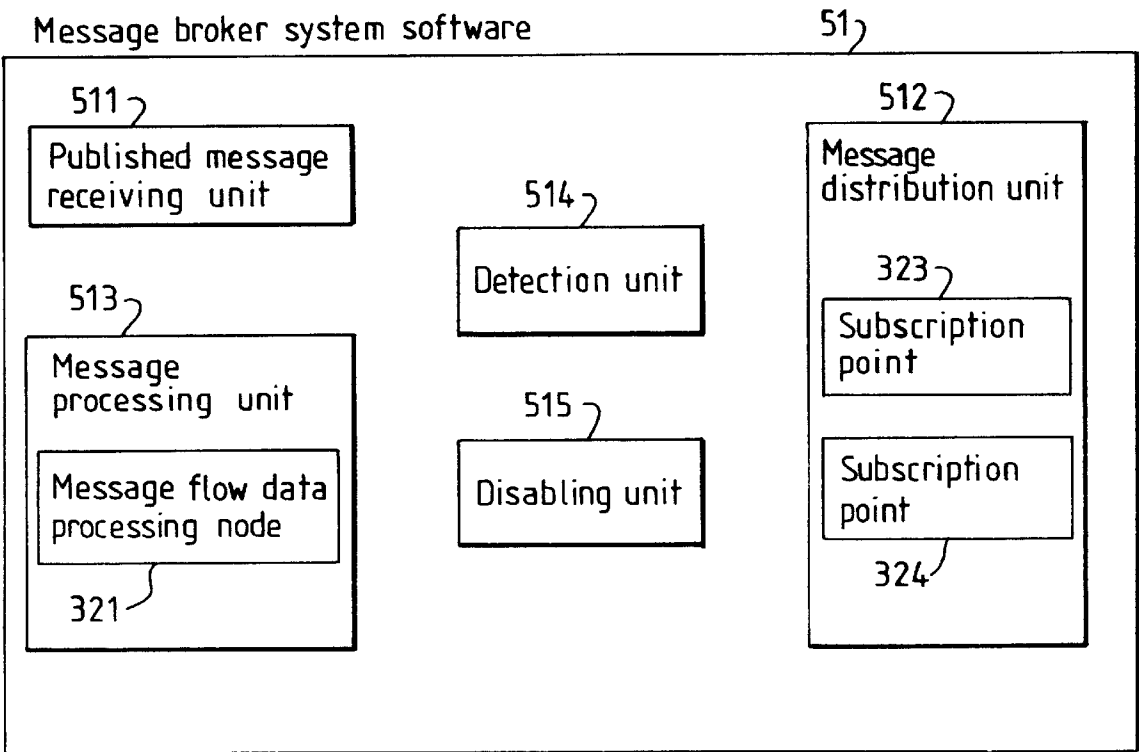 Message broker system software
51
511
Published message
receiving unit
512
Message
distribution unit
514
Detection unit
323
Subscription
point
513
Message
processing unit
515
Disabling unit
Subscription
point
324
Message flow data
processing node
321